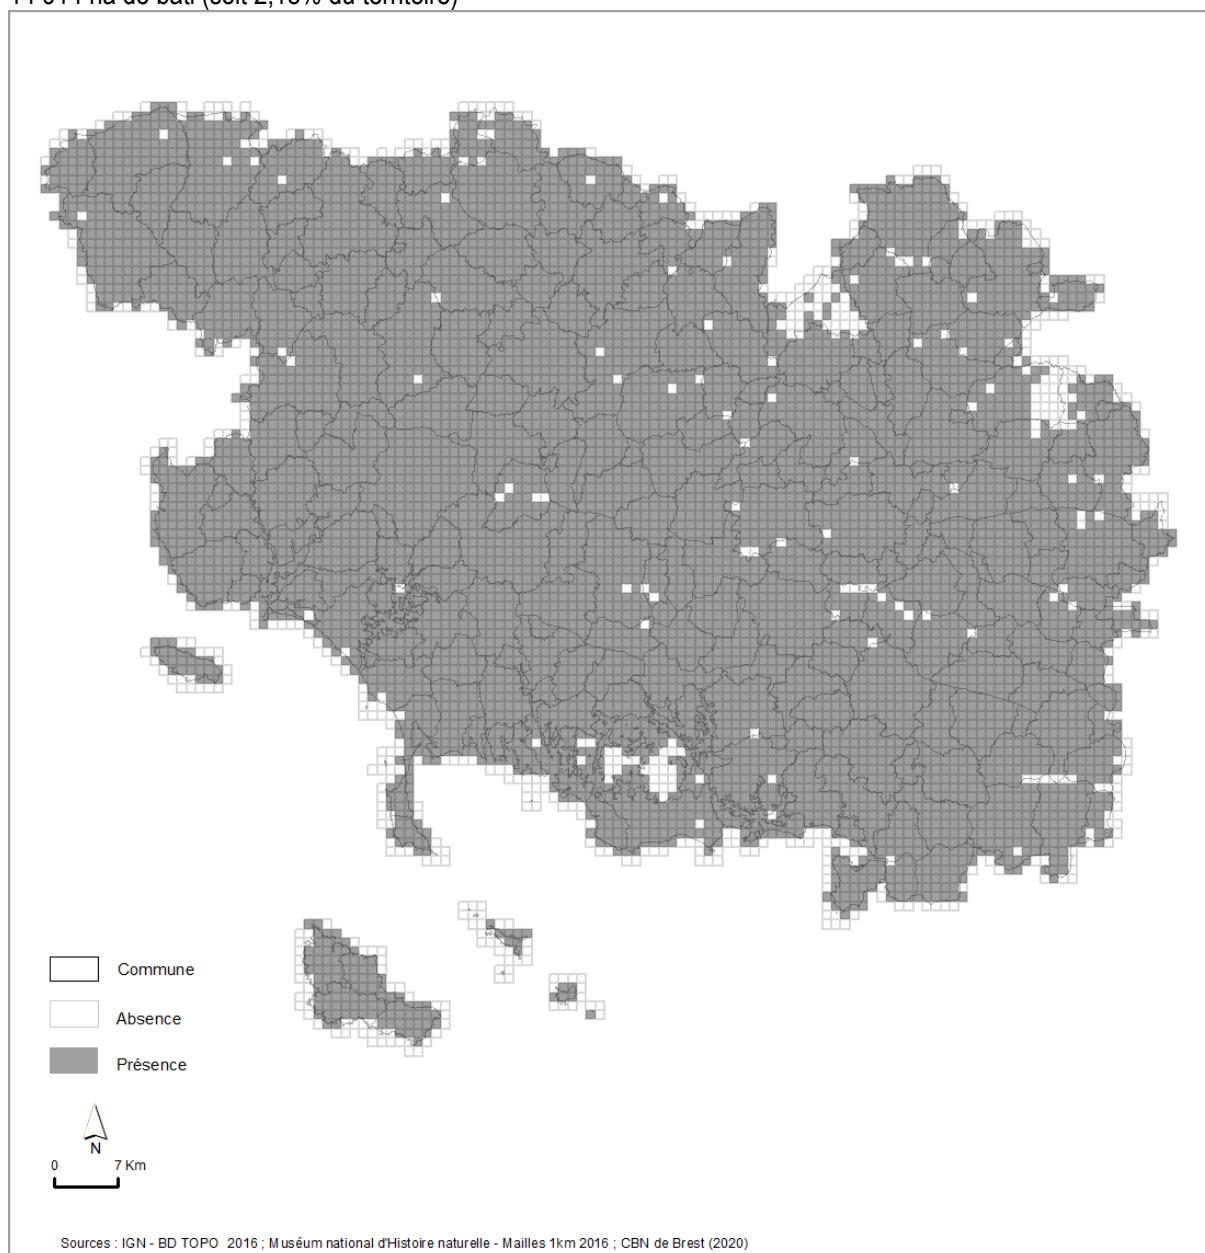 Commune
Absence
Présence
N
0 7 Km
Sources : IGN - BD TOPO 2016 ; Muséum national d'Histoire naturelle - Mailles 1km 2016 ; CBN de Brest (2020)